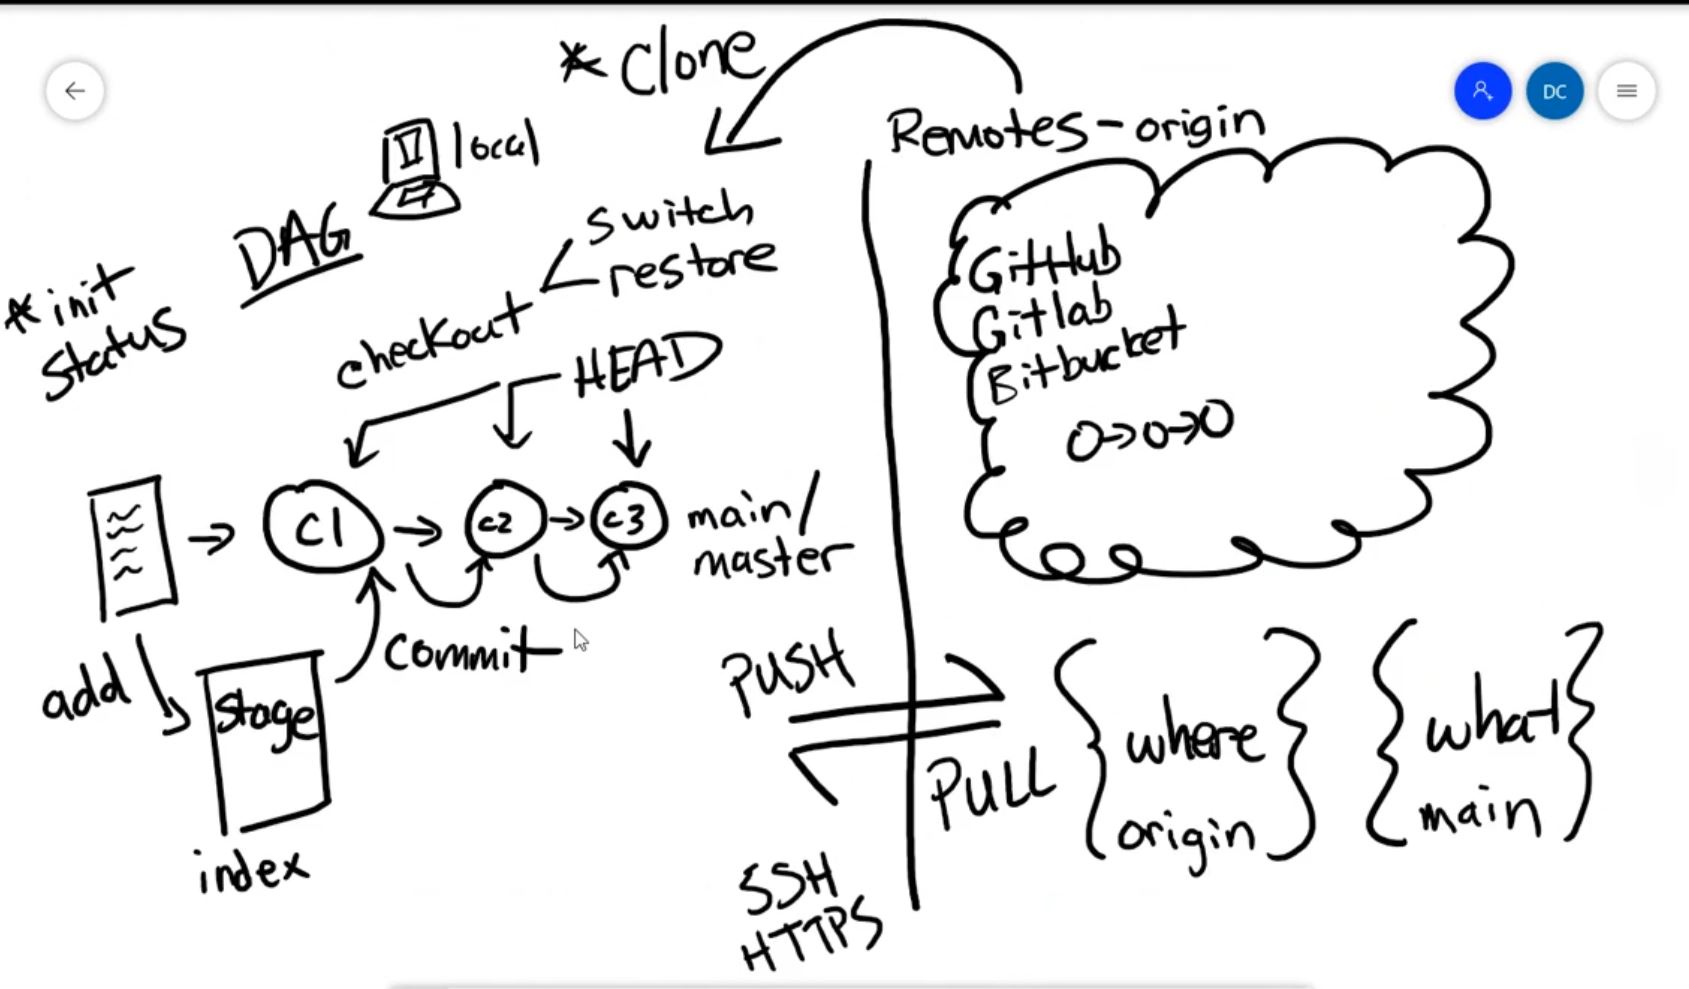 * Clone
DC
Remotes - origin
local
DAG
switch
restore
* init
status
checkout
HEAD
GitHub
Gitlab
Bitbucket
O→O→O
C1
C2
C3
main/
master
commit
add
stage
index
PUSH
PULL
{where
origin}
{what
main}
SSH
HTTPS